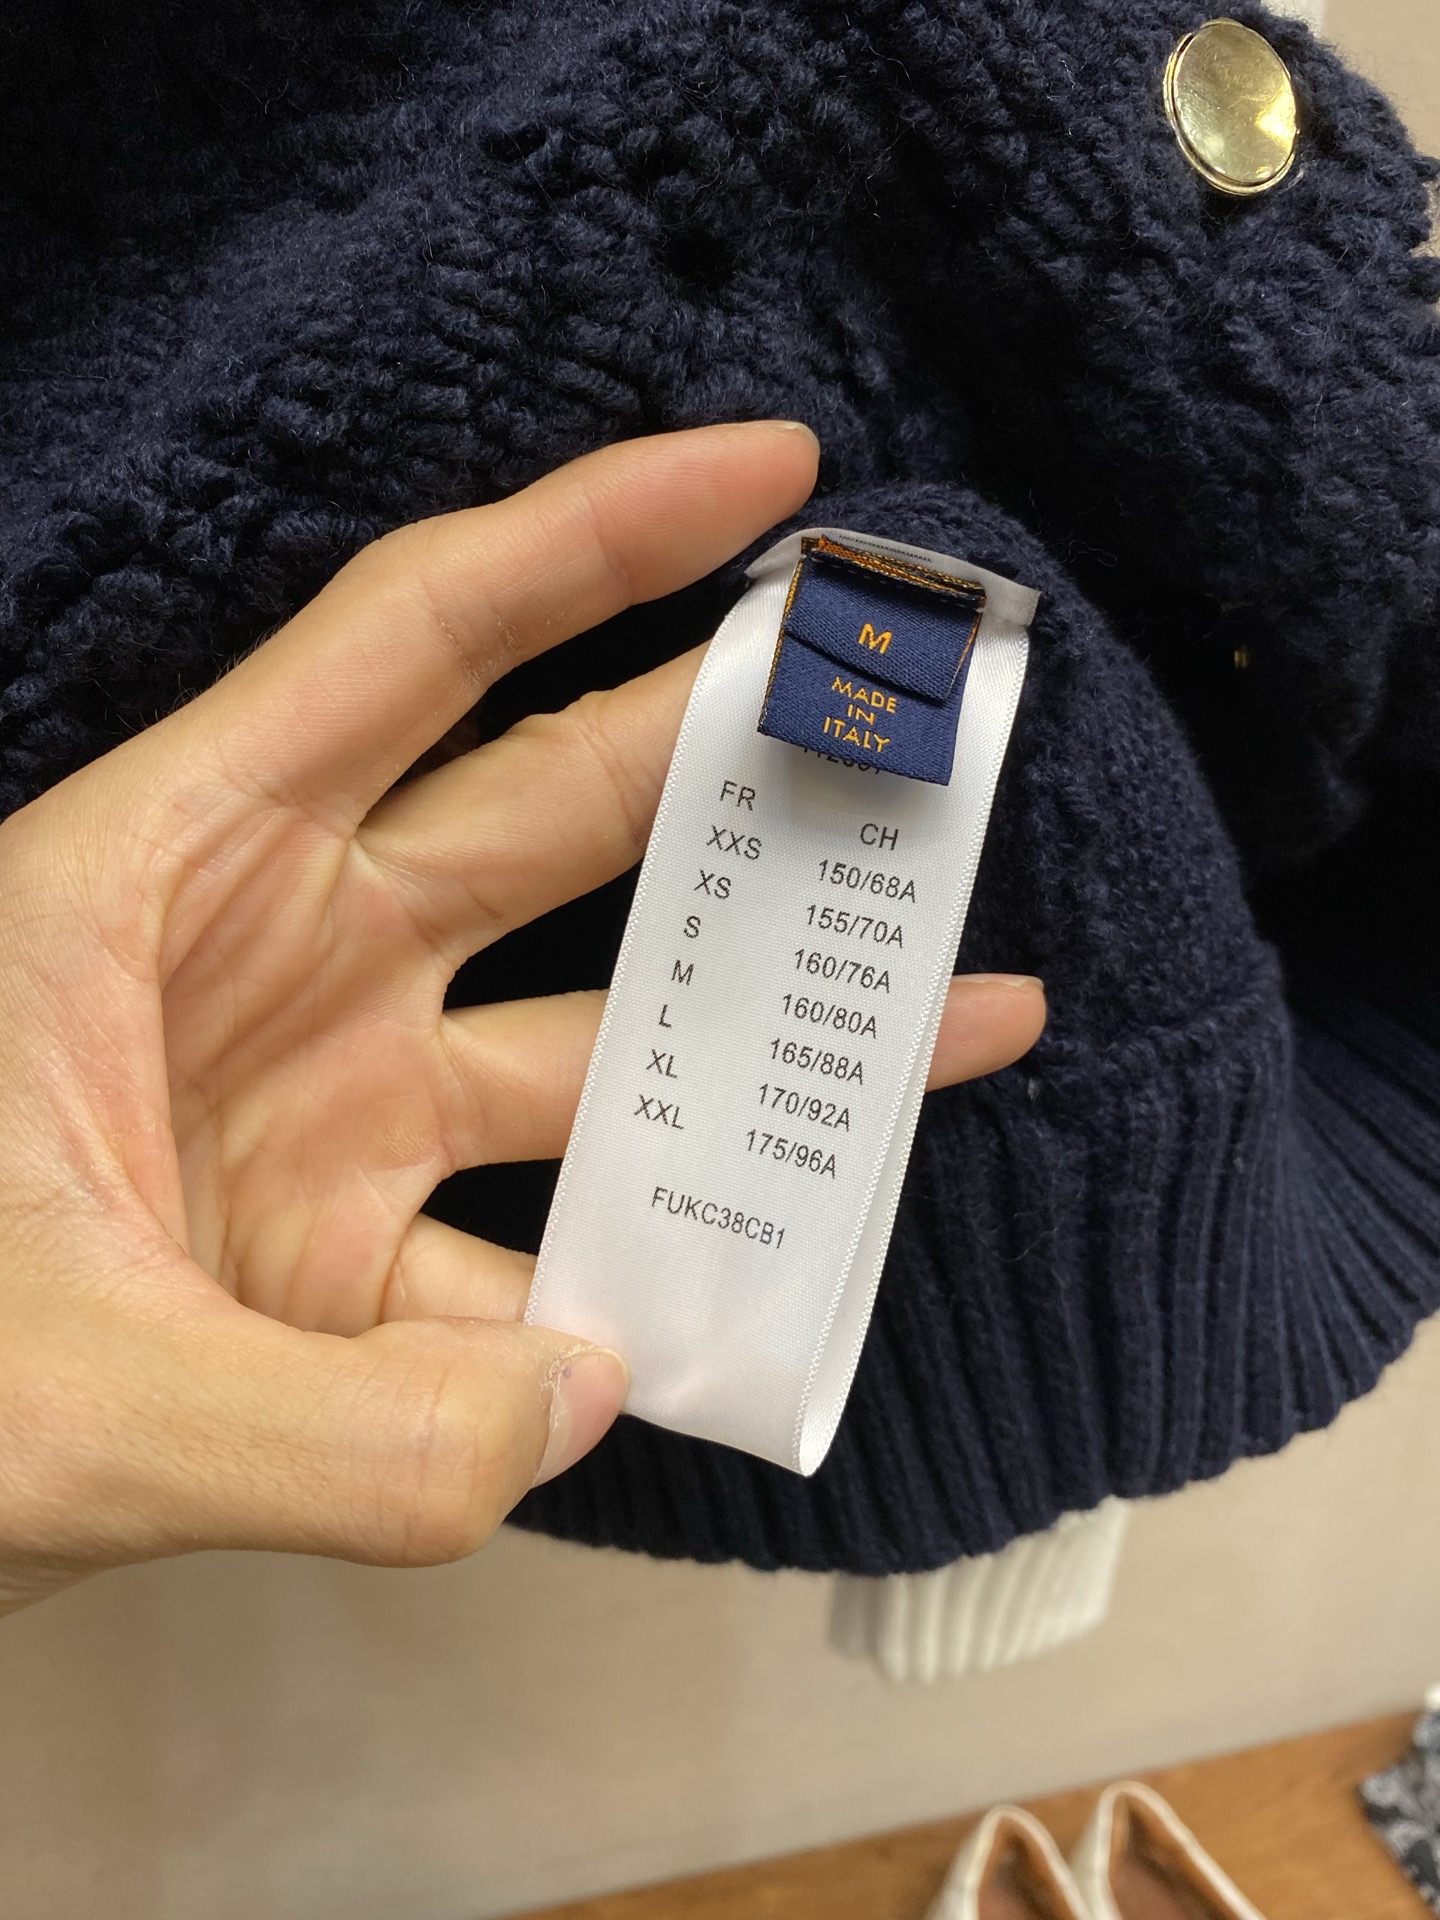 M
MADE
IN
ITALY
FR CH
XXS 150/68A
XS 155/70A
S 160/76A
M 160/80A
L 165/88A
XL 170/92A
XXL 175/96A
FUKC38CB1